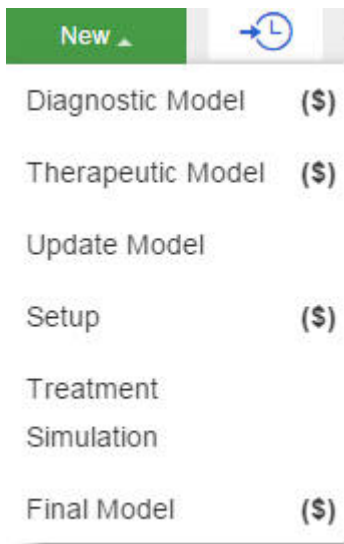 New
Diagnostic Model ($)
Therapeutic Model ($)
Update Model
Setup ($)
Treatment
Simulation
Final Model ($)